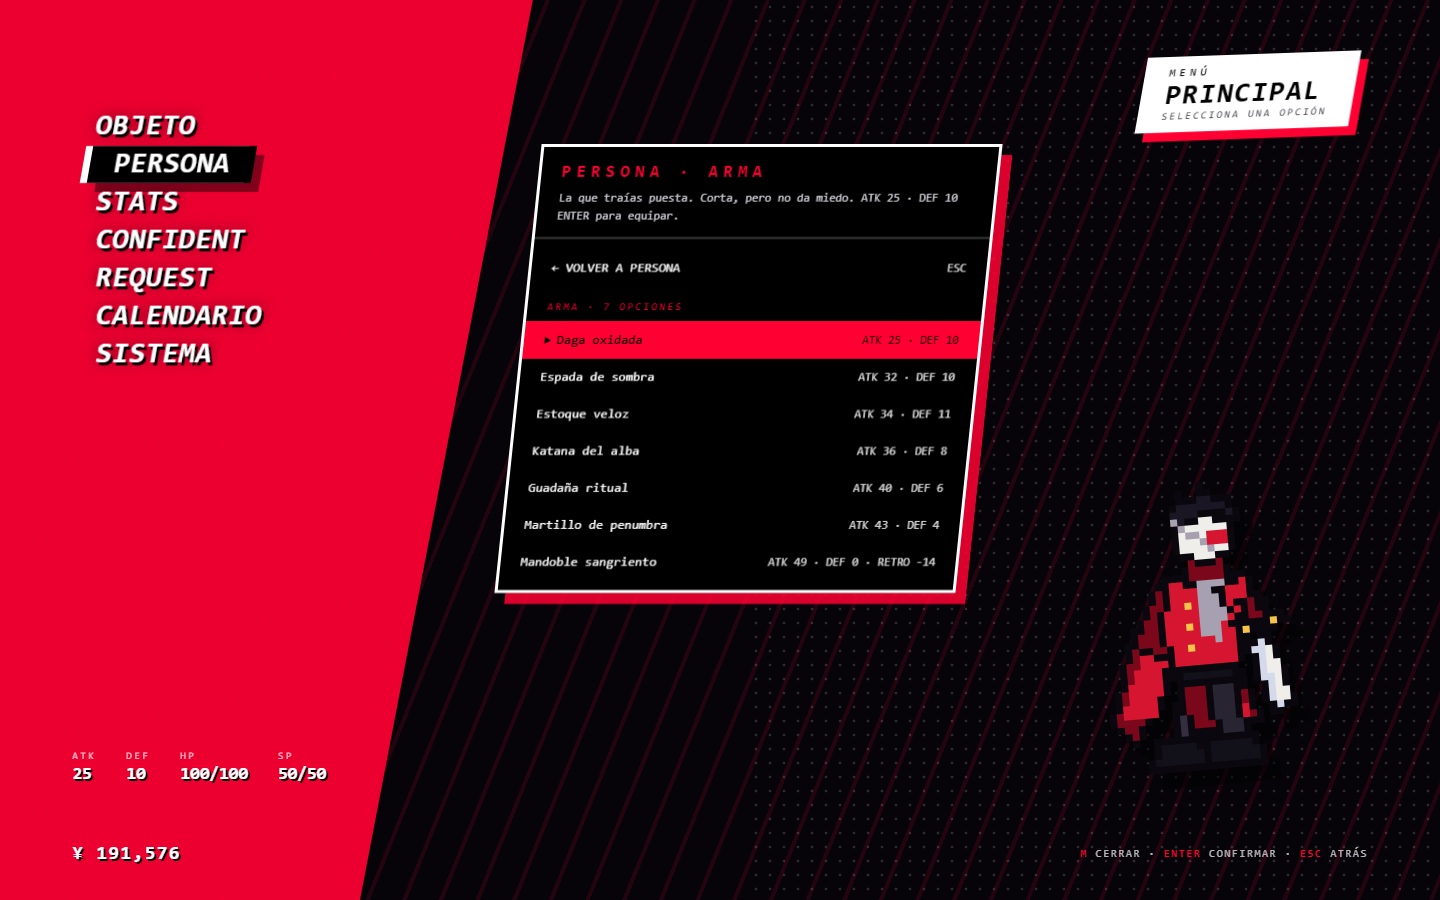 OBJETO
PERSONA
STATS
CONFIDENT
REQUEST
CALENDARIO
SISTEMA
MENÚ
PRINCIPAL
SELECCIONA UNA OPCIÓN
PERSONA · ARMA
La que traías puesta. Corta, pero no da miedo. ATK 25 · DEF 10
ENTER para equipar.
← VOLVER A PERSONA ESC
ARMA · 7 OPCIONES
▶ Daga oxidada ATK 25 · DEF 10
Espada de sombra ATK 32 · DEF 10
Estoque veloz ATK 34 · DEF 11
Katana del alba ATK 36 · DEF 8
Guadaña ritual ATK 40 · DEF 6
Martillo de penumbra ATK 43 · DEF 4
Mandoble sangriento ATK 49 · DEF 0 · RETRO -14
ATK DEF HP SP
25 10 100/100 50/50
¥ 191,576
M CERRAR · ENTER CONFIRMAR · ESC ATRÁS